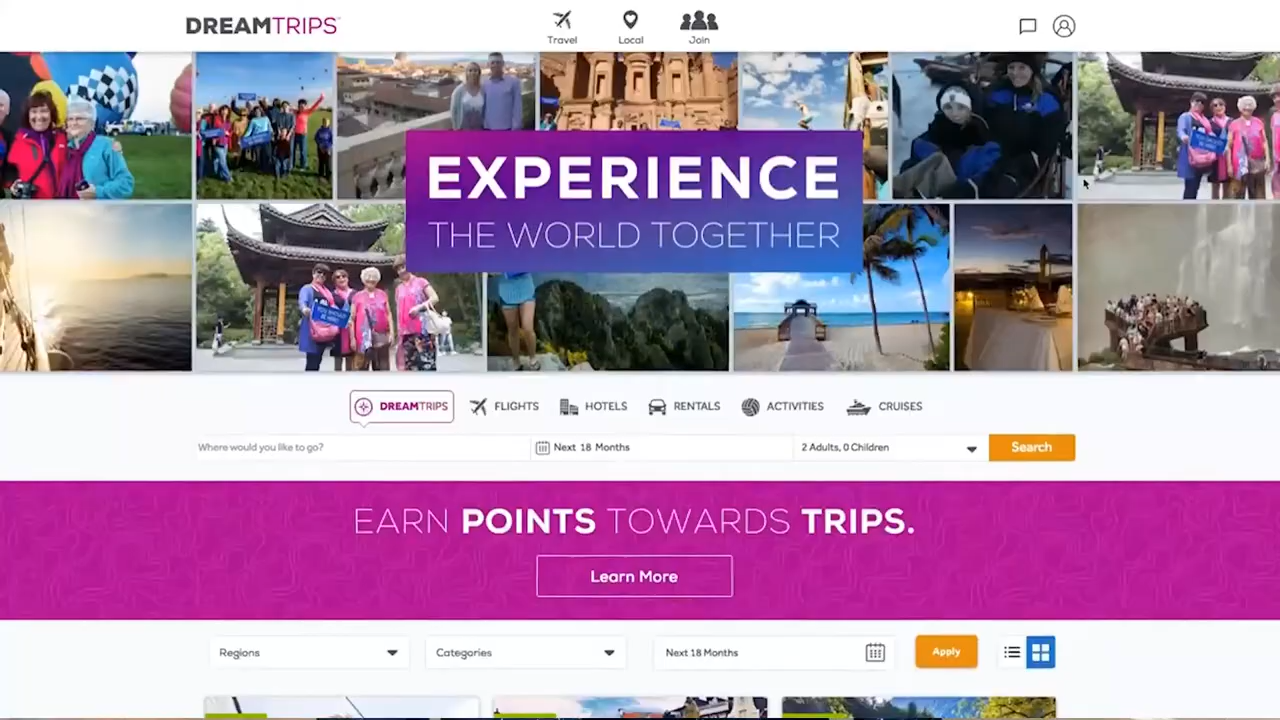 DREAMTRIPS
Travel
Local
Join
EXPERIENCE
THE WORLD TOGETHER
DREAMTRIPS
FLIGHTS
HOTELS
RENTALS
ACTIVITIES
CRUISES
Where would you like to go?
Next 18 Months
2 Adults, 0 Children
Search
EARN POINTS TOWARDS TRIPS.
Learn More
Regions
Categories
Next 18 Months
Apply